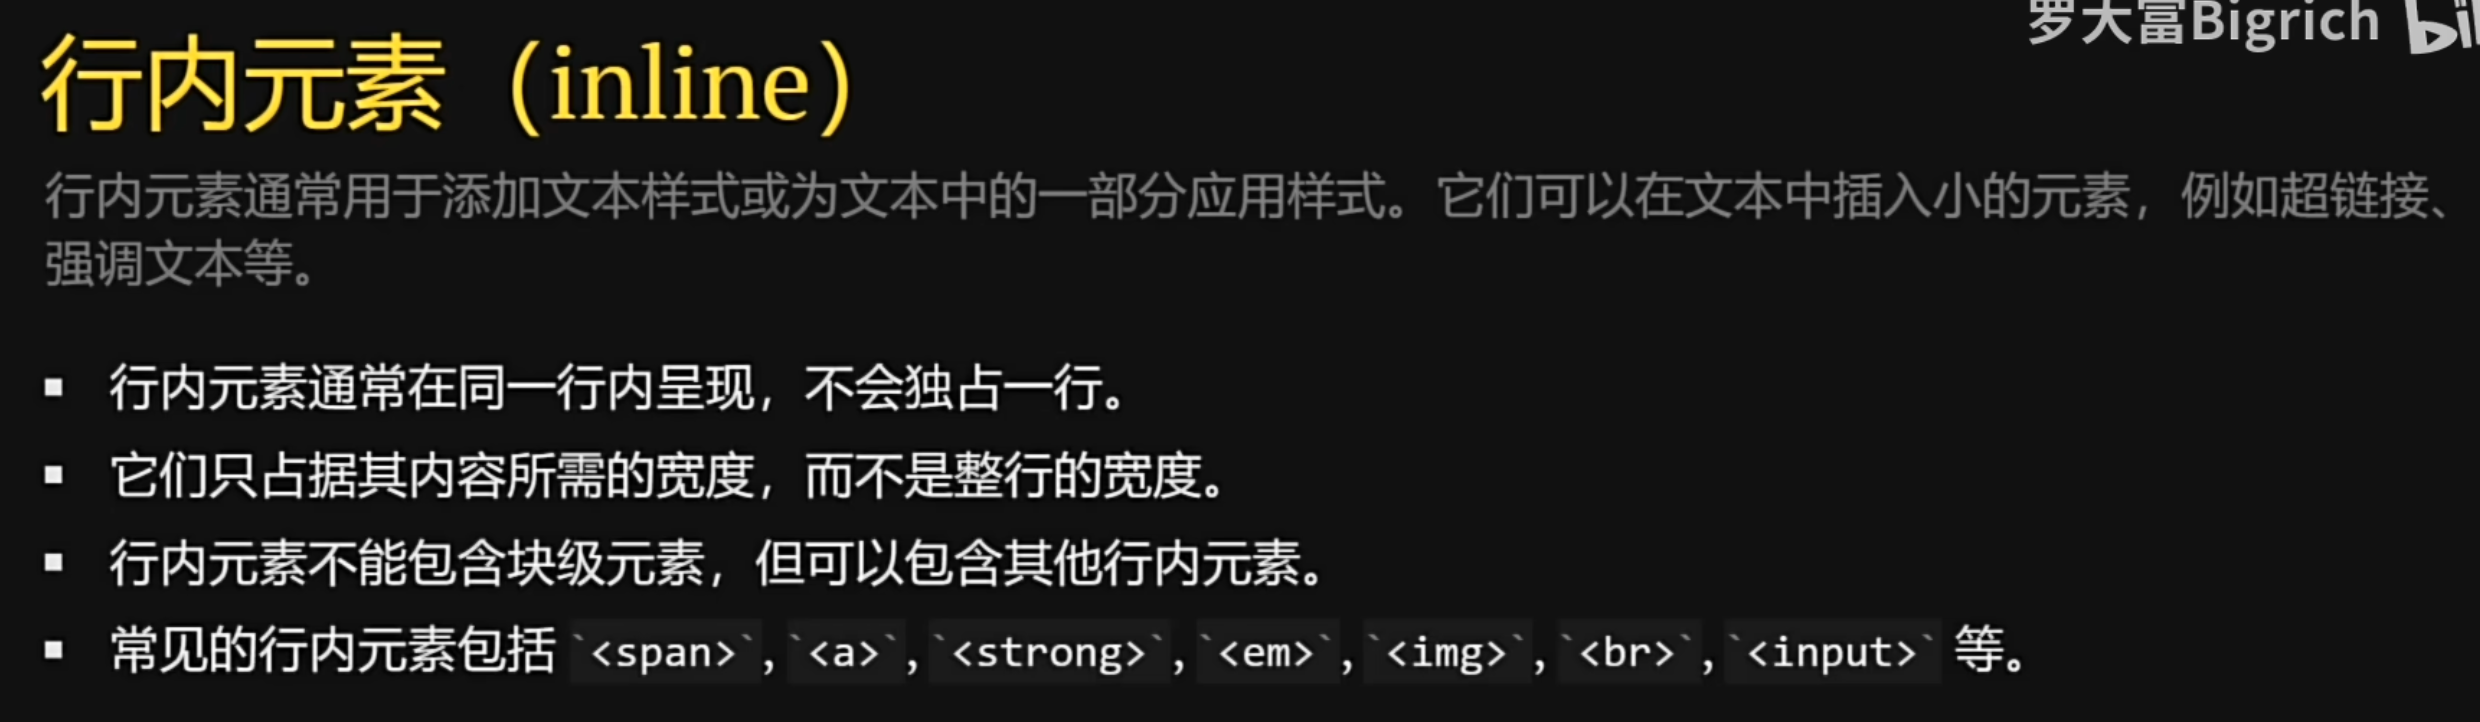 罗大富Bigrich bil
行内元素（inline）
行内元素通常用于添加文本样式或为文本中的一部分应用样式。它们可以在文本中插入小的元素，例如超链接、
强调文本等。
▪ 行内元素通常在同一行内呈现，不会独占一行。
▪ 它们只占据其内容所需的宽度，而不是整行的宽度。
▪ 行内元素不能包含块级元素，但可以包含其他行内元素。
▪ 常见的行内元素包括 `<span>`, `<a>`, `<strong>`, `<em>`, `<img>`, `<br>`, `<input>` 等。